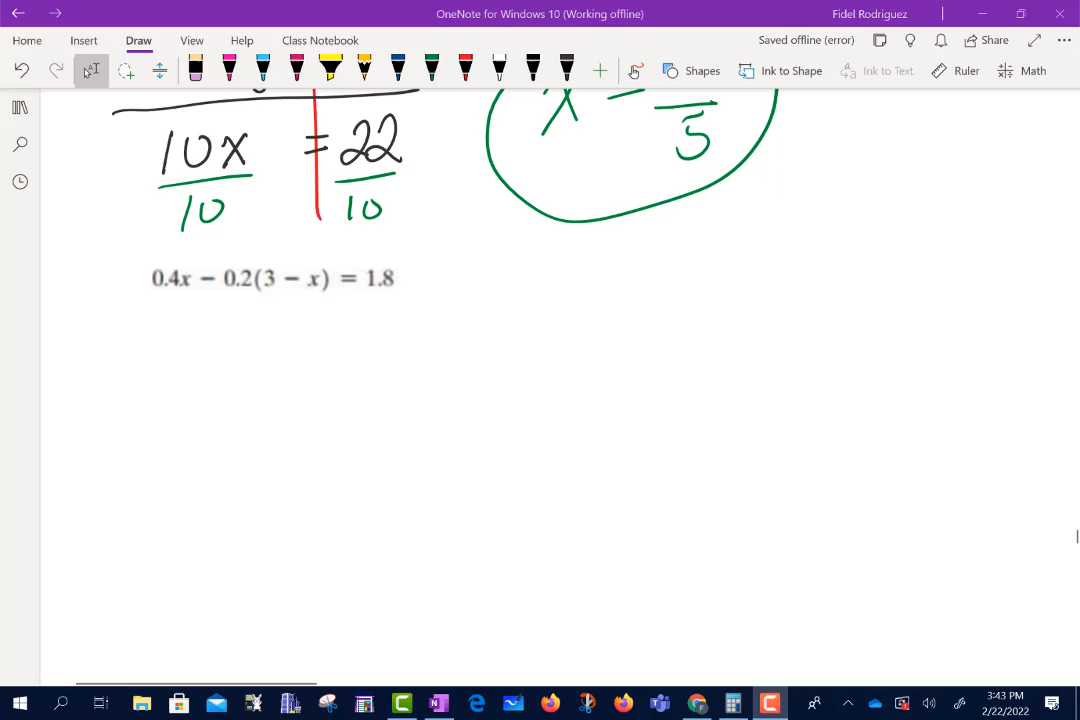 OneNote for Windows 10 (Working offline)
Fidel Rodriguez
Home Insert Draw View Help Class Notebook
Saved offline (error)
Share
Shapes
Ink to Shape
Ink to Text
Ruler
Math
x = 
5
10x = 22
10 10
0.4x − 0.2(3 − x) = 1.8
3:43 PM
2/22/2022